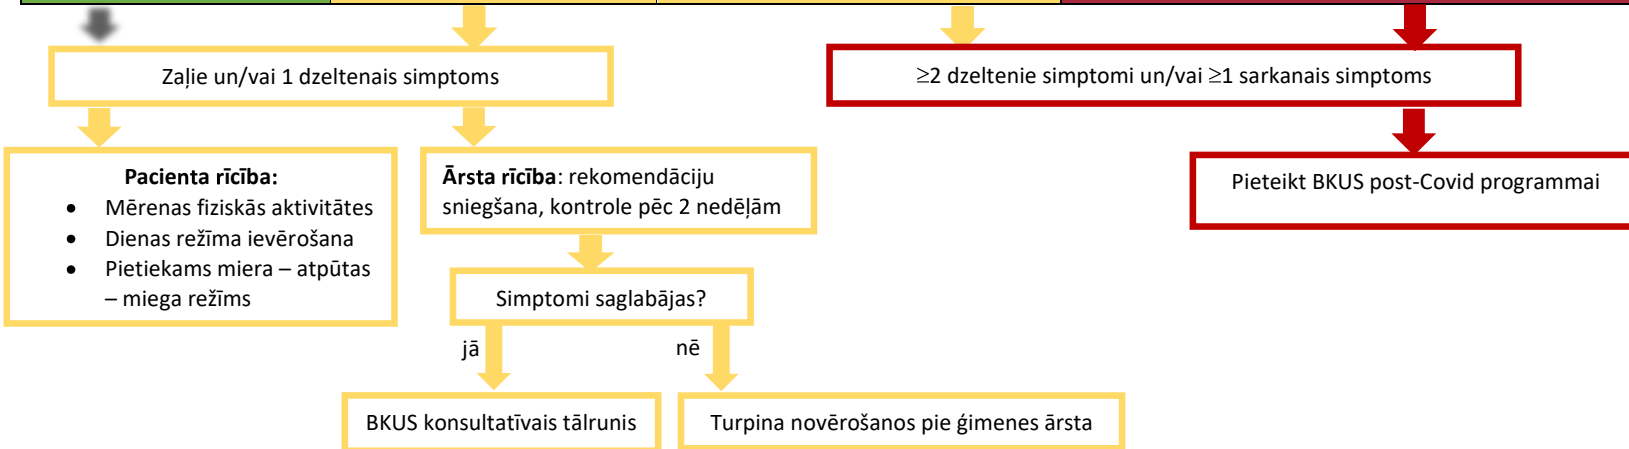 Zaļie un/vai 1 dzeltenais simptoms
≥2 dzeltenie simptomi un/vai ≥1 sarkanais simptoms
Pacienta rīcība:
• Mērenas fiziskās aktivitātes
• Dienas režīma ievērošana
• Pietiekams miera – atpūtas
– miega režīms
Ārsta rīcība: rekomendāciju
sniegšana, kontrole pēc 2 nedēļām
Pieteikt BKUS post-Covid programmai
Simptomi saglabājas?
jā
nē
BKUS konsultatīvais tālrunis
Turpina novērošanos pie ģimenes ārsta